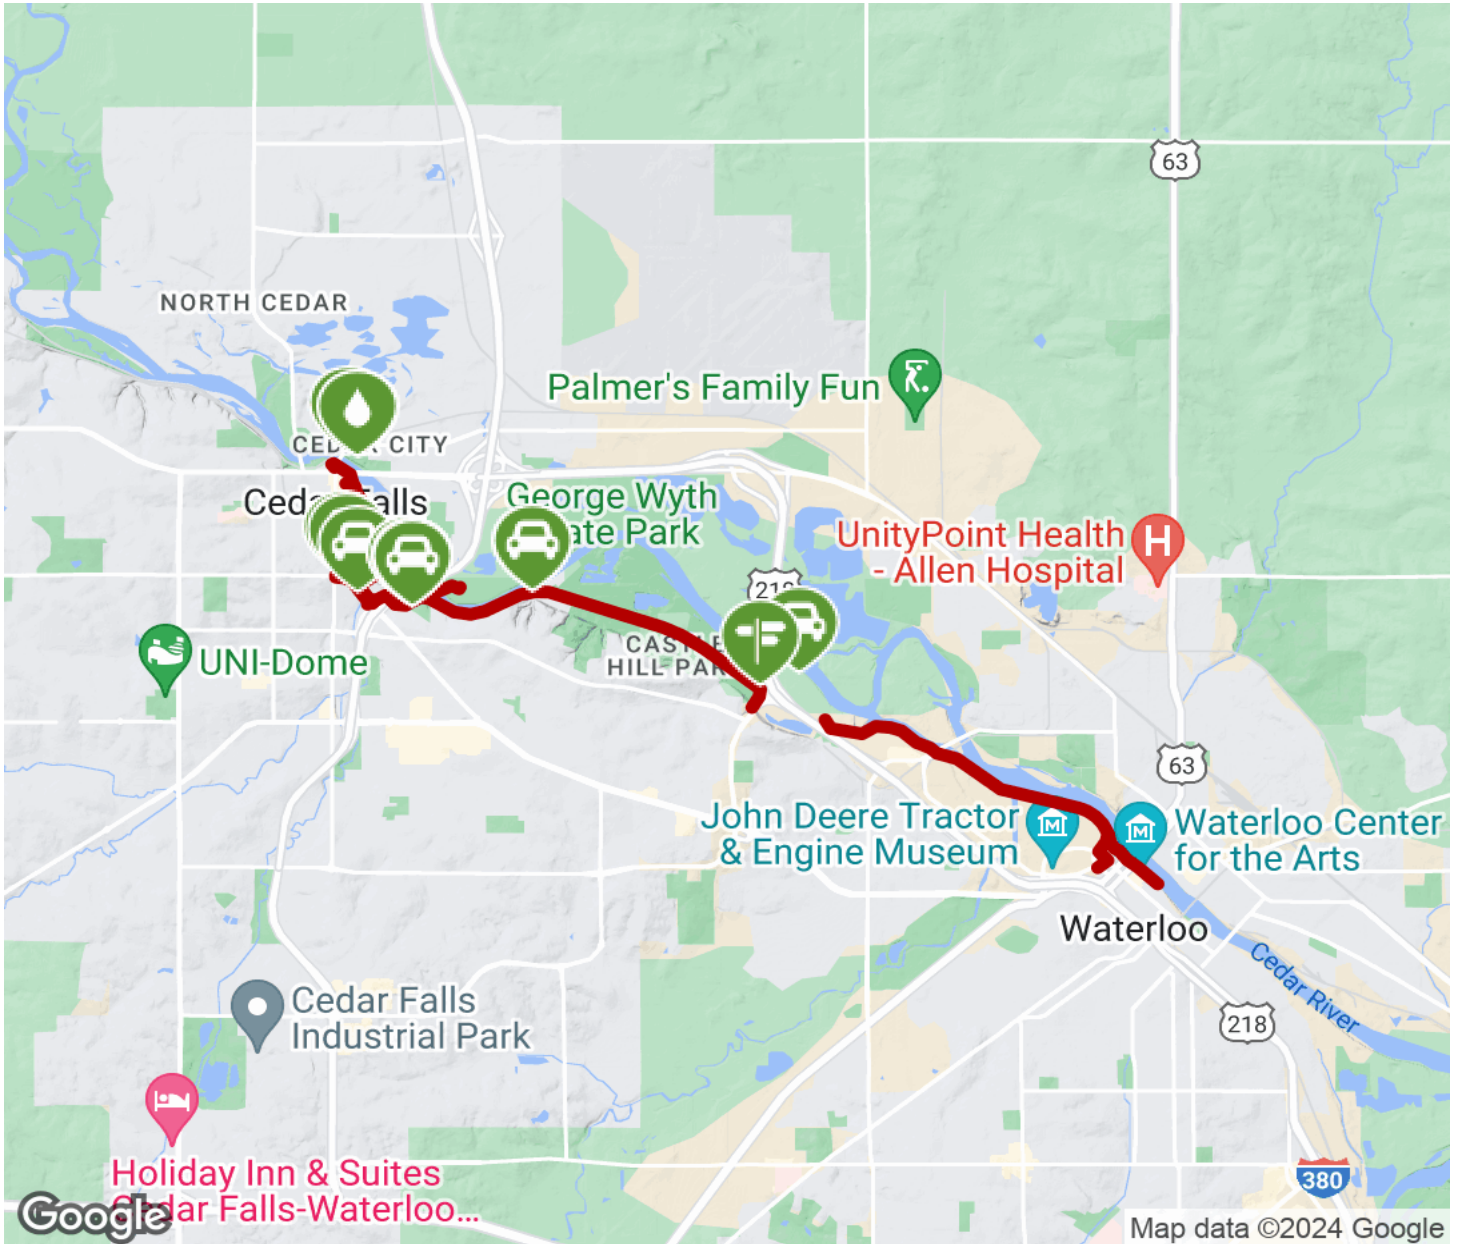 63
NORTH CEDAR
Palmer's Family Fun
CITY
Cedar Falls
George Wyth
State Park
UnityPoint Health
- Allen Hospital
H
218
CASTLE
HILL PARK
UNI-Dome
63
John Deere Tractor
& Engine Museum
M
M
Waterloo Center
for the Arts
Waterloo
Cedar River
218
Cedar Falls
Industrial Park
Holiday Inn & Suites
Cedar Falls-Waterloo...
380
Google
Map data ©2024 Google